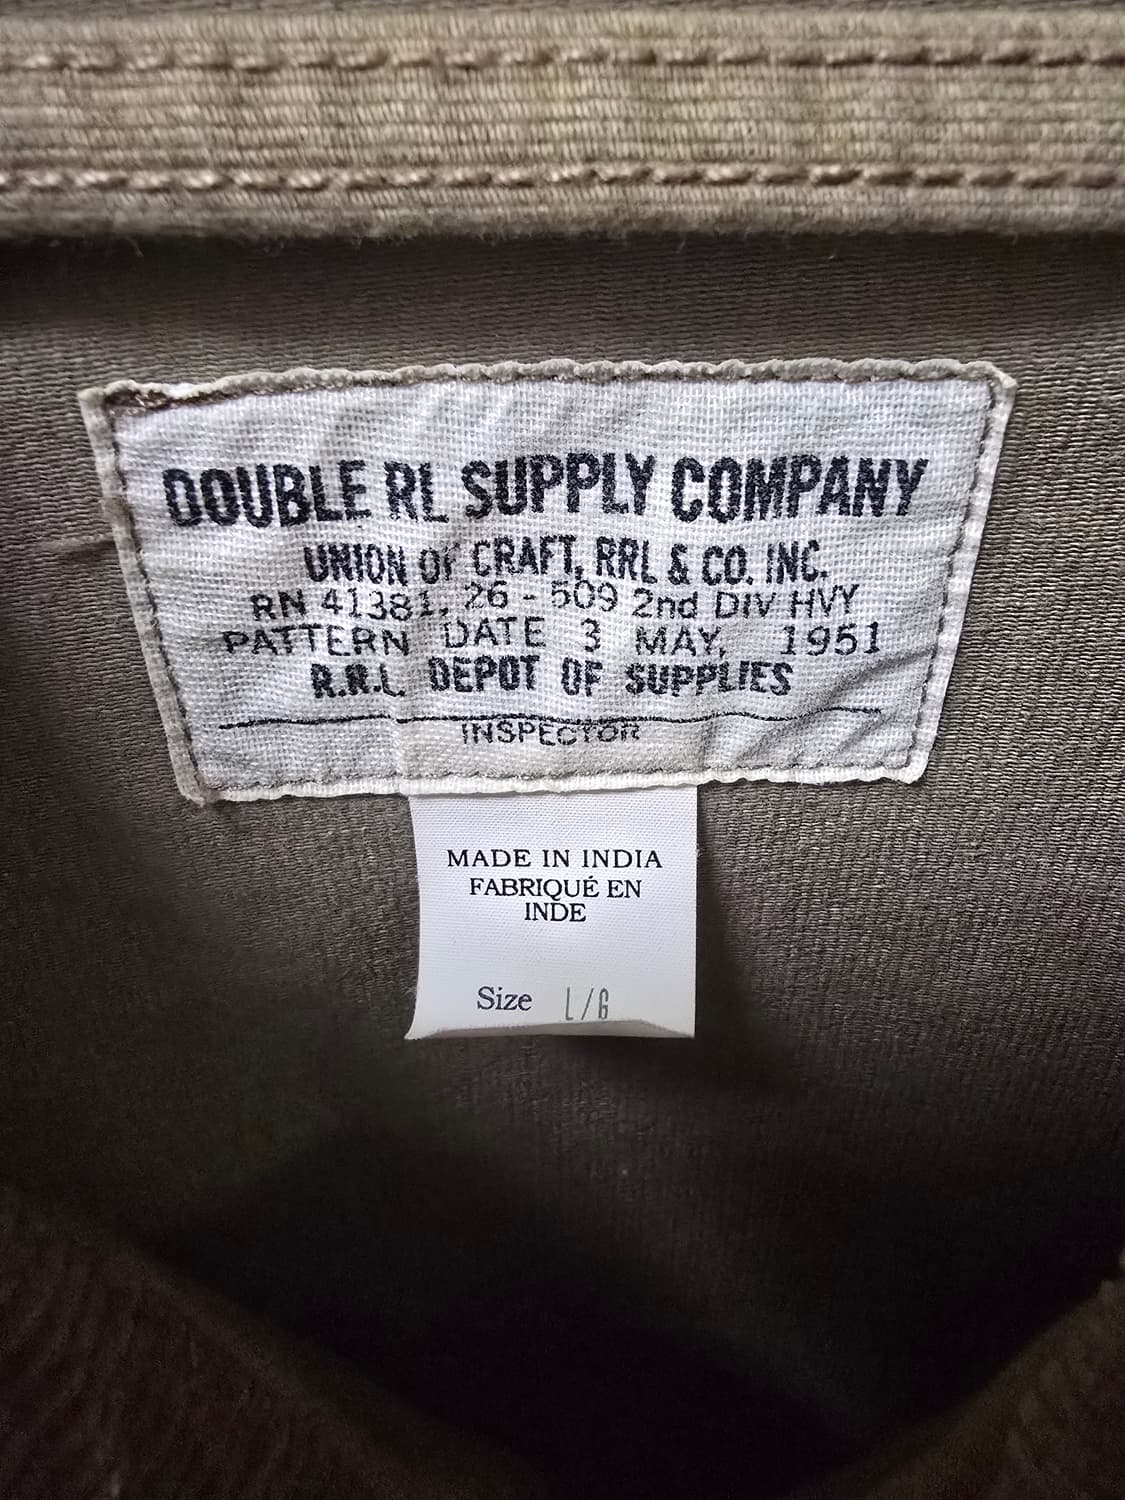 DOUBLE RL SUPPLY COMPANY
UNION OF CRAFT, RRL & CO. INC.
RN 41381, 26 - 509 2nd DIV HVY
PATTERN DATE 3 MAY, 1951
R.R.L. DEPOT OF SUPPLIES
INSPECTOR
MADE IN INDIA
FABRIQUÉ EN
INDE
Size L/G